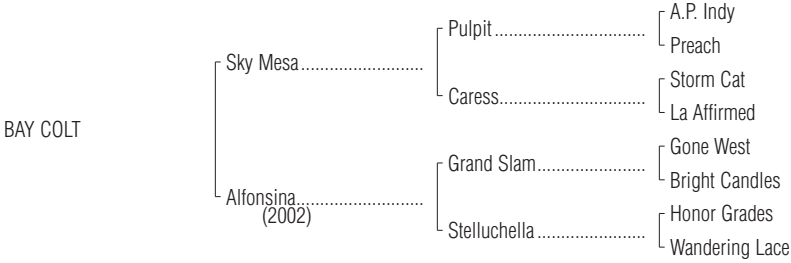 A.P. Indy
Pulpit..............................
Preach
Sky Mesa..........................
Storm Cat
Caress...............................
La Affirmed
BAY COLT
Gone West
Grand Slam.......................
Bright Candles
Alfonsina...........................
(2002)
Honor Grades
Stelluchella.......................
Wandering Lace